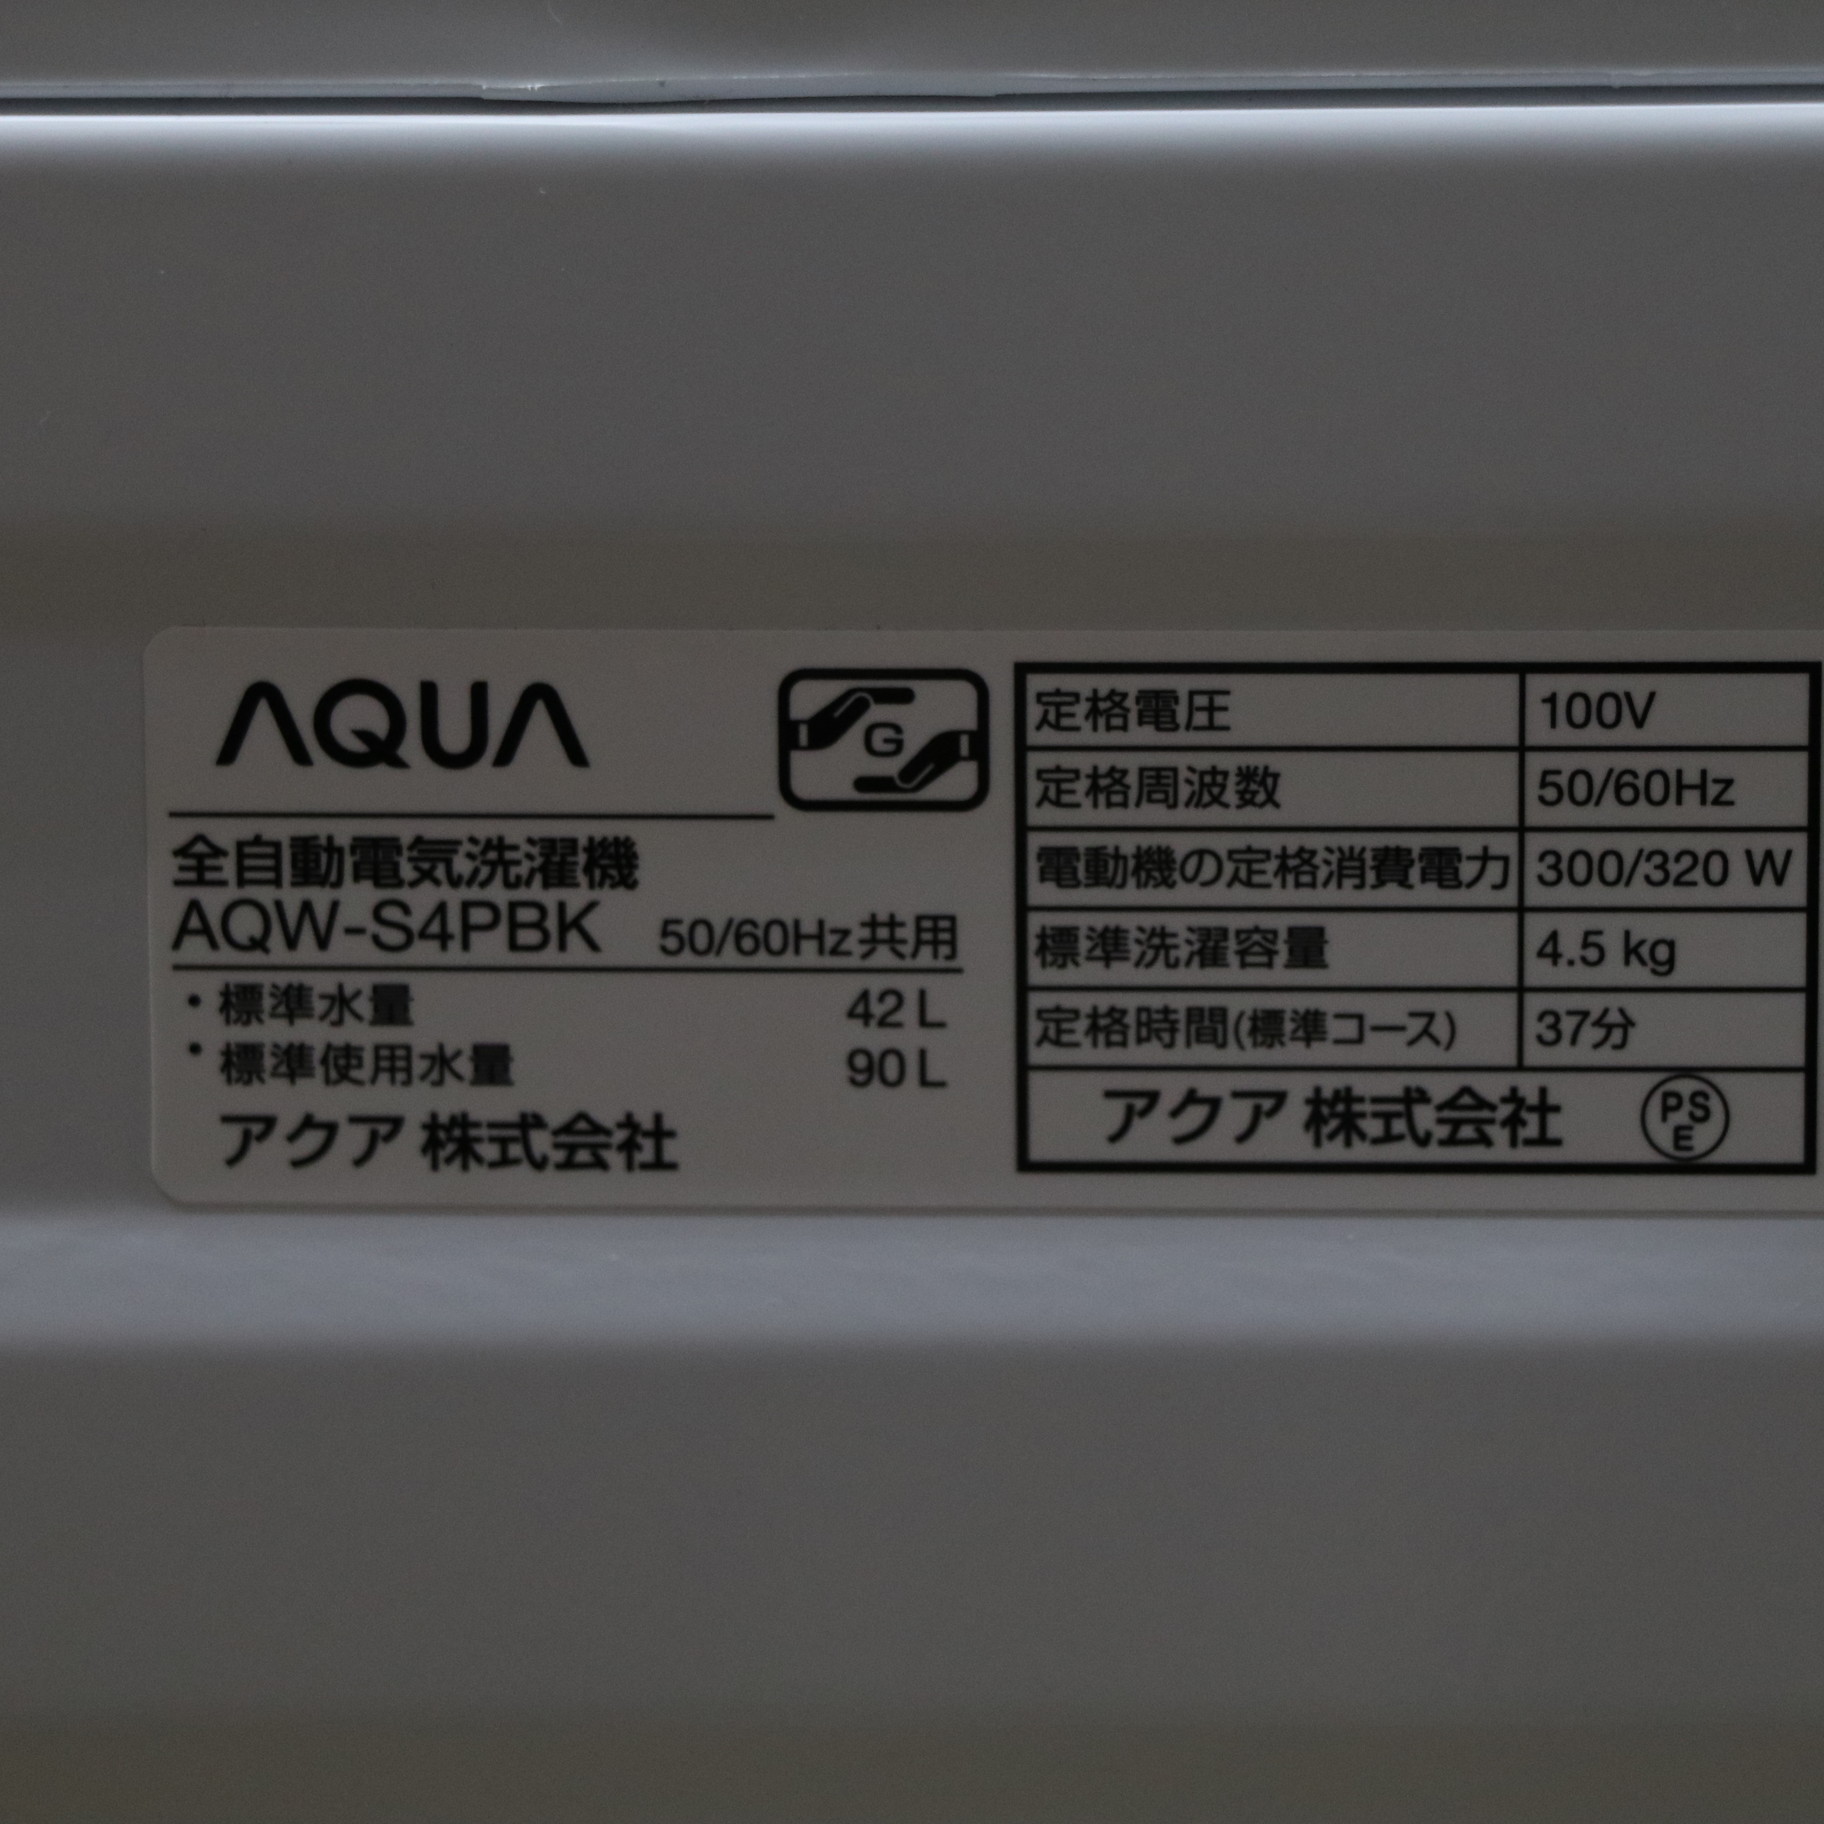 AQUA
G
全自動電気洗濯機
AQW-S4PBK 50/60Hz共用
・標準水量 42 L
・標準使用水量 90 L
アクア 株式会社
定格電圧 100V
定格周波数 50/60Hz
電動機の定格消費電力 300/320 W
標準洗濯容量 4.5 kg
定格時間(標準コース) 37分
アクア 株式会社 PSE